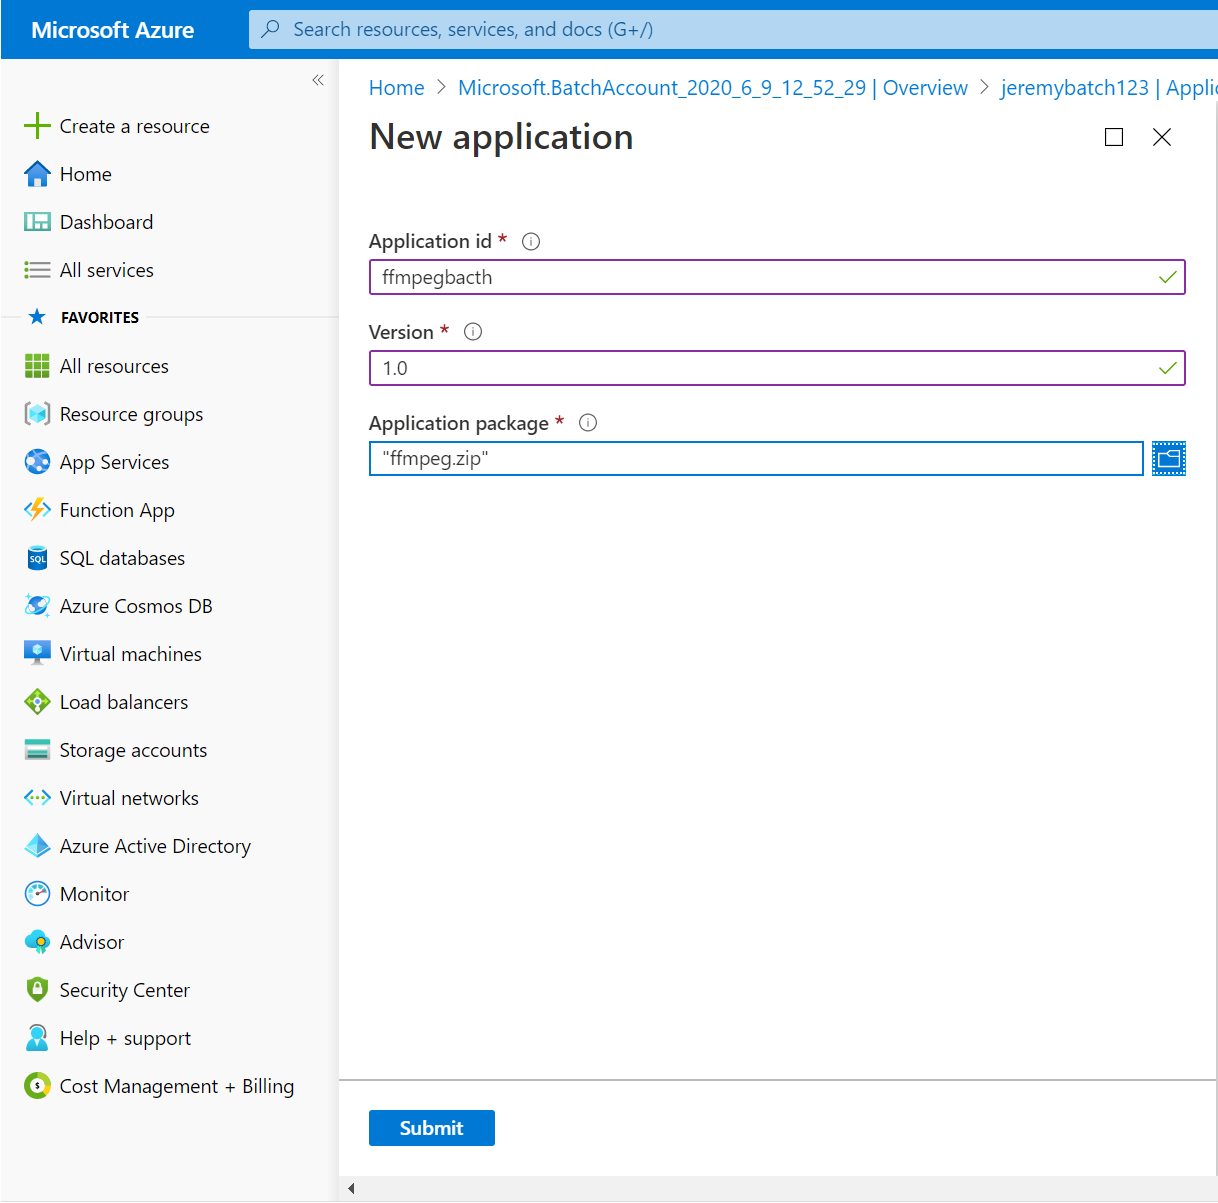 Microsoft Azure
Search resources, services, and docs (G+/)
«
Create a resource
Home
Dashboard
All services
FAVORITES
All resources
Resource groups
App Services
Function App
SQL databases
Azure Cosmos DB
Virtual machines
Load balancers
Storage accounts
Virtual networks
Azure Active Directory
Monitor
Advisor
Security Center
Help + support
Cost Management + Billing
Home > Microsoft.BatchAccount_2020_6_9_12_52_29 | Overview > jeremybatch123 | Applic
New application
Application id *
ffmpegbacth
Version *
1.0
Application package *
"ffmpeg.zip"
Submit